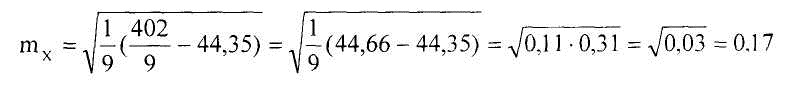 m_x = √(1/9(402/9 − 44,35)) = √(1/9(44,66 − 44,35)) = √(0,11 · 0,31) = √0,03 = 0,17